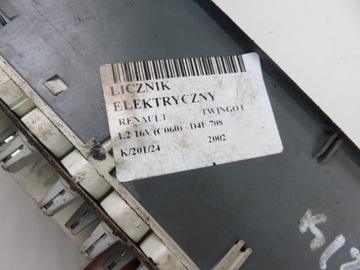 LICZNIK
ELEKTRYCZNY
RENAULT TWINGO I
1.2 16V (C060) - D4F 708
K/201/24 2002